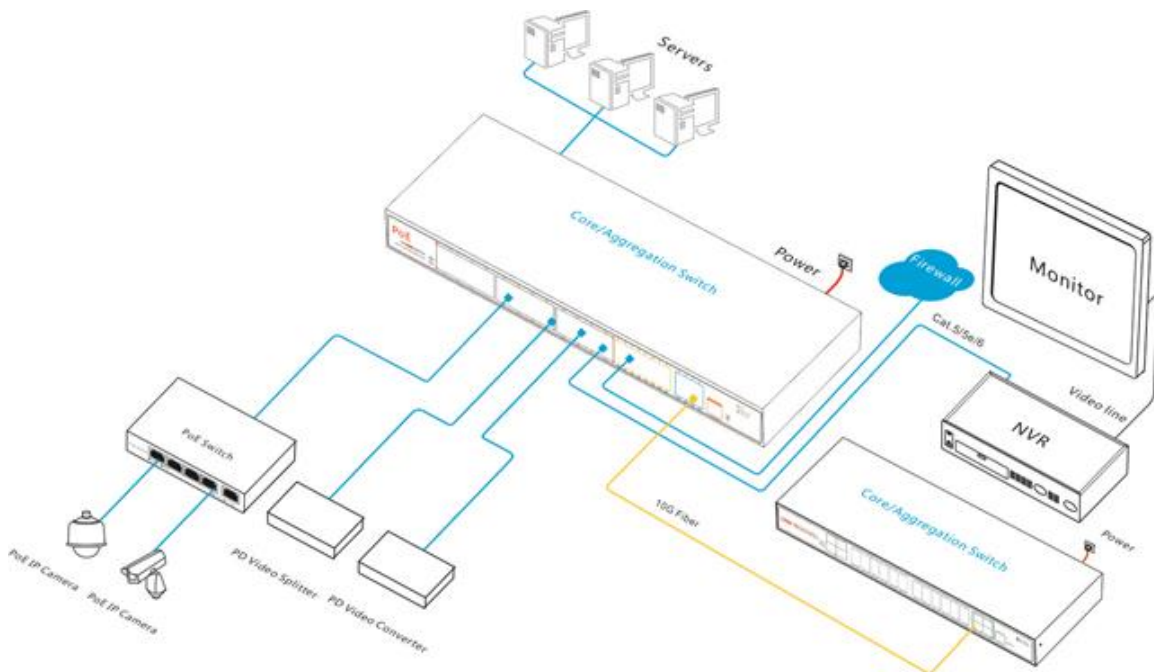 Servers
PoE
Core/Aggregation Switch
Power
Firewall
Monitor
Cat.5/5e/6
Video line
NVR
PoE Switch
10G Fiber
Core/Aggregation Switch
Power
PoE IP Camera
PoE IP Camera
PD Video Splitter
PD Video Converter